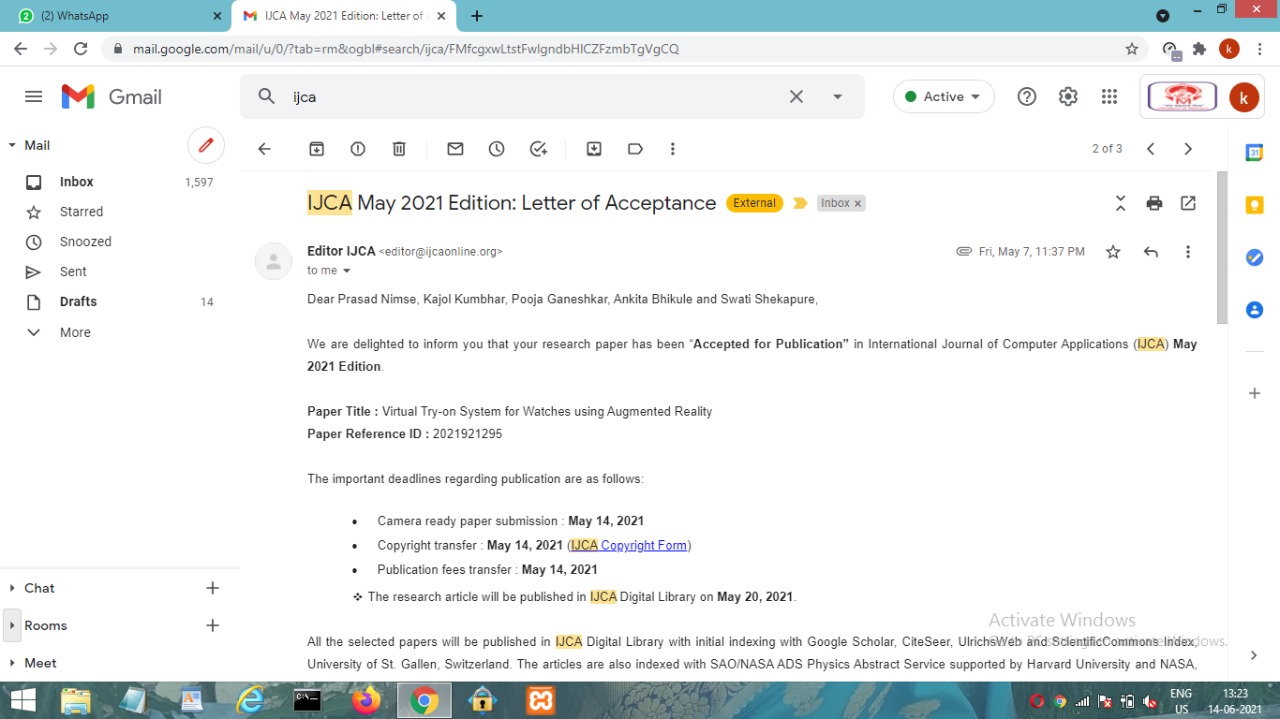 (2) WhatsApp
IJCA May 2021 Edition: Letter of
mail.google.com/mail/u/0/?tab=rm&ogbl#search/ijca/FMfcgxwLtstFwlgndbHlCZFzmbTgVgCQ
k
Gmail
ijca
Active
k
Mail
2 of 3
Inbox 1,597
Starred
Snoozed
Sent
Drafts 14
More
IJCA May 2021 Edition: Letter of Acceptance External Inbox x
Editor IJCA <editor@ijcaonline.org> Fri, May 7, 11:37 PM
to me
Dear Prasad Nimse, Kajol Kumbhar, Pooja Ganeshkar, Ankita Bhikule and Swati Shekapure,
We are delighted to inform you that your research paper has been “Accepted for Publication” in International Journal of Computer Applications (IJCA) May
2021 Edition.
Paper Title : Virtual Try-on System for Watches using Augmented Reality
Paper Reference ID : 2021921295
The important deadlines regarding publication are as follows:
• Camera ready paper submission : May 14, 2021
• Copyright transfer : May 14, 2021 (IJCA Copyright Form)
• Publication fees transfer : May 14, 2021
❖ The research article will be published in IJCA Digital Library on May 20, 2021.
All the selected papers will be published in IJCA Digital Library with initial indexing with Google Scholar, CiteSeer, UlrichsWeb and ScientificCommons Index,
University of St. Gallen, Switzerland. The articles are also indexed with SAO/NASA ADS Physics Abstract Service supported by Harvard University and NASA,
Activate Windows
Chat
Rooms
Meet
ENG 13:23
US 14-06-2021